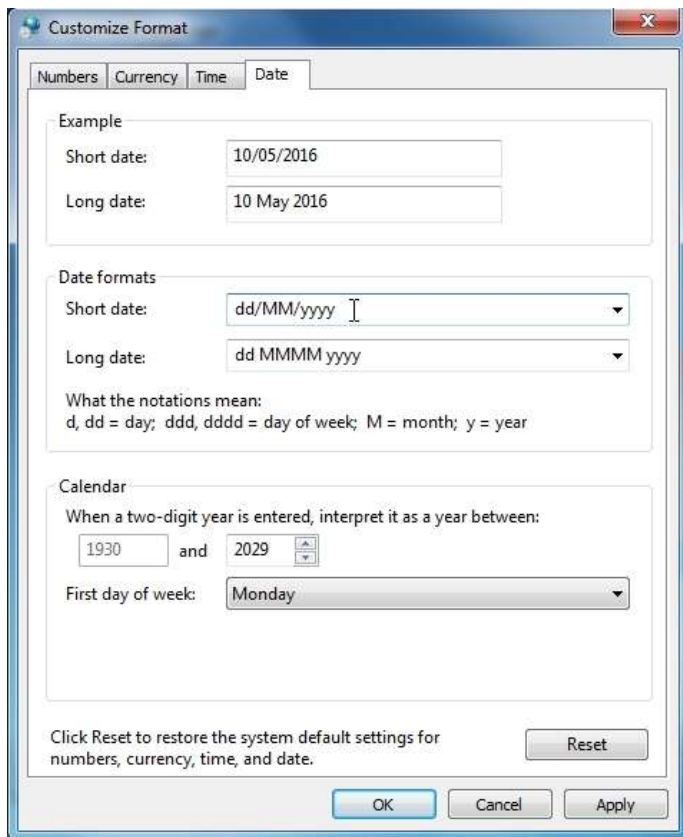 Customize Format
Numbers Currency Time Date
Example
Short date: 10/05/2016
Long date: 10 May 2016
Date formats
Short date: dd/MM/yyyy
Long date: dd MMMM yyyy
What the notations mean:
d, dd = day; ddd, dddd = day of week; M = month; y = year
Calendar
When a two-digit year is entered, interpret it as a year between:
1930 and 2029
First day of week: Monday
Click Reset to restore the system default settings for
numbers, currency, time, and date.
Reset
OK Cancel Apply